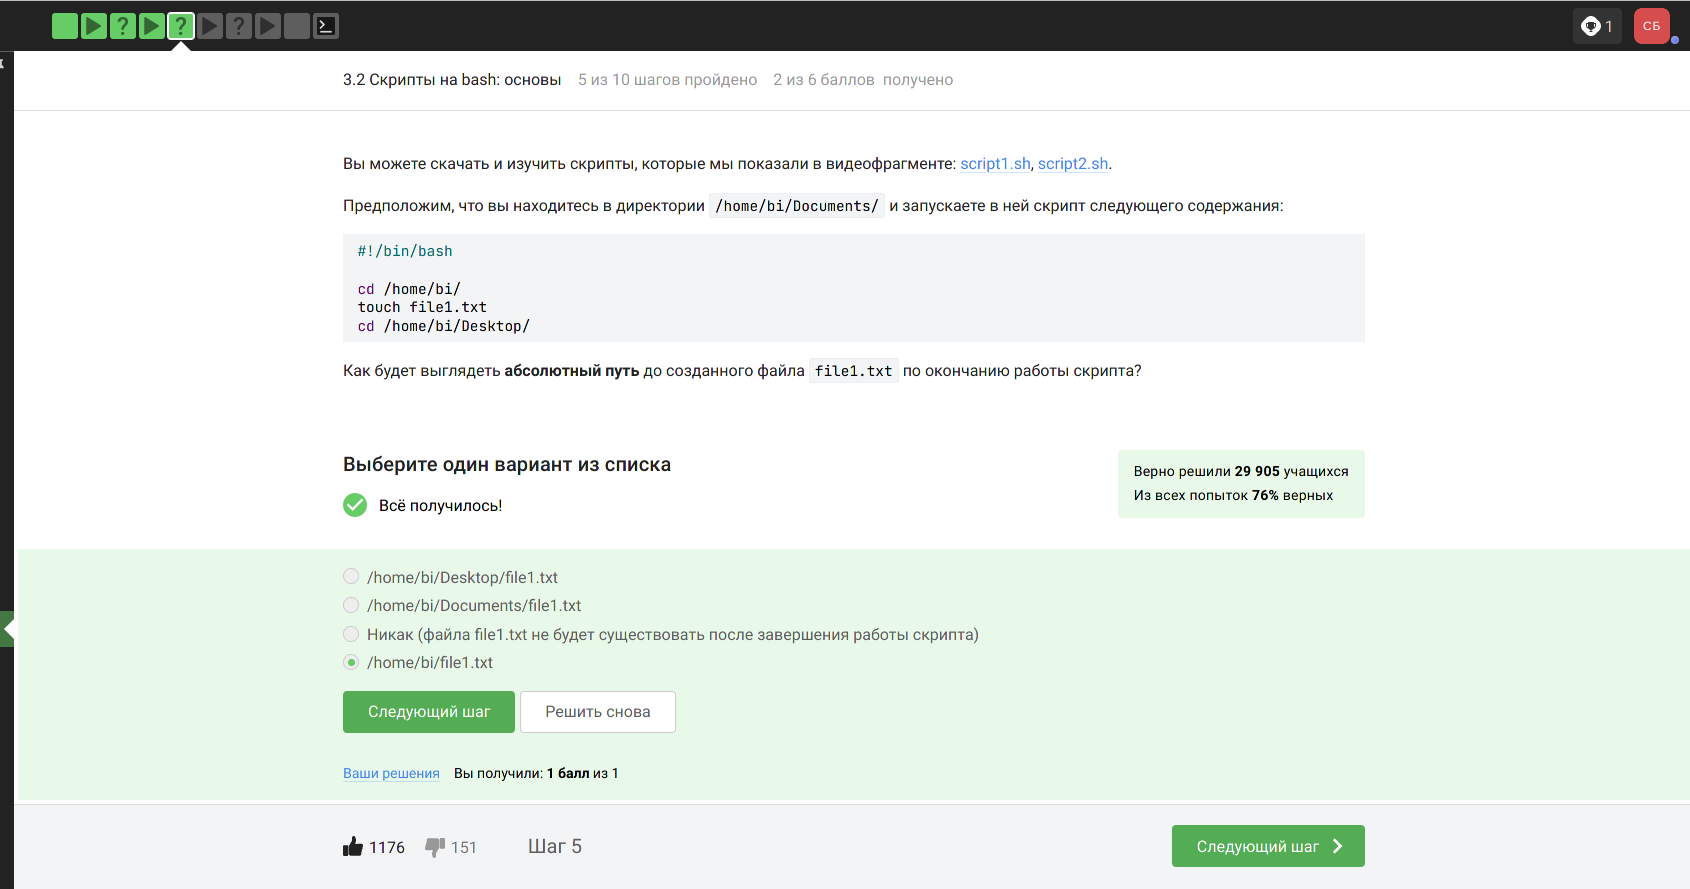 1
СБ
3.2 Скрипты на bash: основы 5 из 10 шагов пройдено 2 из 6 баллов получено
Вы можете скачать и изучить скрипты, которые мы показали в видеофрагменте: script1.sh, script2.sh.
Предположим, что вы находитесь в директории /home/bi/Documents/ и запускаете в ней скрипт следующего содержания:
#!/bin/bash
cd /home/bi/
touch file1.txt
cd /home/bi/Desktop/
Как будет выглядеть абсолютный путь до созданного файла file1.txt по окончанию работы скрипта?
Выберите один вариант из списка
Всё получилось!
Верно решили 29 905 учащихся
Из всех попыток 76% верных
/home/bi/Desktop/file1.txt
/home/bi/Documents/file1.txt
Никак (файла file1.txt не будет существовать после завершения работы скрипта)
/home/bi/file1.txt
Следующий шаг Решить снова
Ваши решения Вы получили: 1 балл из 1
1176 151 Шаг 5 Следующий шаг